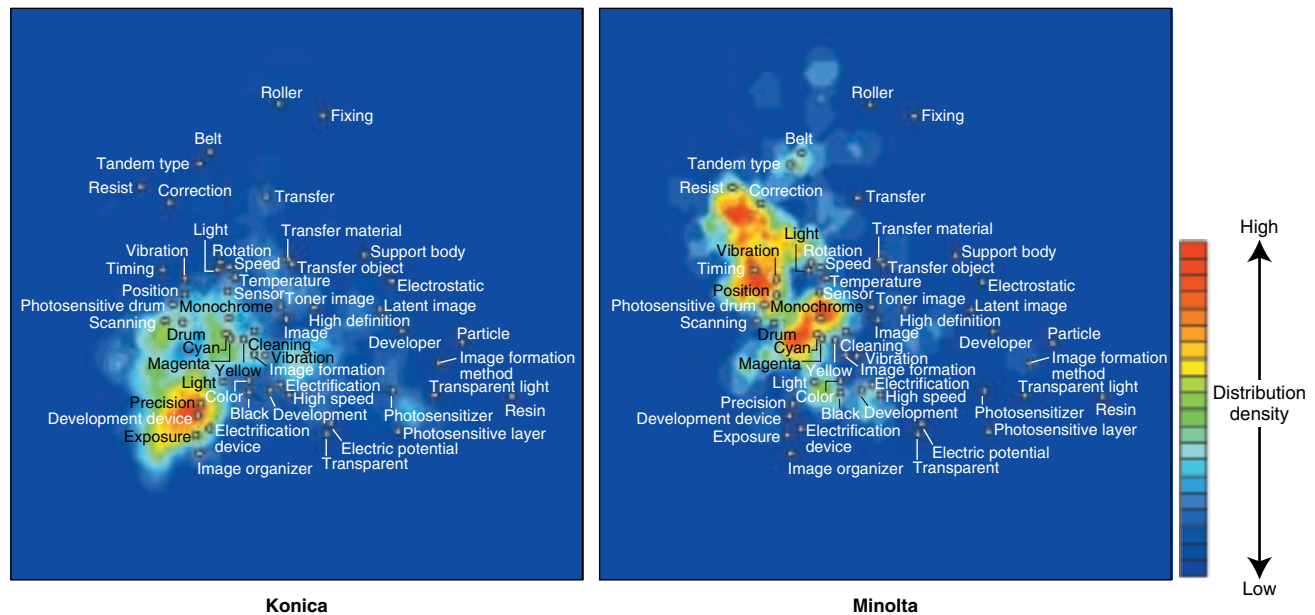 Roller
Fixing
Belt
Tandem type
Resist
Correction
Transfer
Light
Transfer material
Vibration
Rotation
Support body
Timing
Speed
Transfer object
Temperature
Electrostatic
Position
Sensor
Photosensitive drum
Monochrome
Toner image
Latent image
Scanning
High definition
Drum
Image
Developer
Particle
Cyan
Cleaning
Magenta
Vibration
Image formation
method
Yellow
Image formation
Light
Electrification
Transparent light
Precision
Color
High speed
Resin
Development device
Black
Development
Photosensitizer
Exposure
Electrification
device
Photosensitive layer
Electric potential
Image organizer
Transparent
Konica
Roller
Fixing
Belt
Tandem type
Resist
Correction
Transfer
Light
Transfer material
Vibration
Rotation
Support body
Timing
Speed
Transfer object
Temperature
Electrostatic
Position
Sensor
Photosensitive drum
Monochrome
Toner image
Latent image
Scanning
High definition
Drum
Image
Developer
Particle
Cyan
Cleaning
Magenta
Vibration
Image formation
method
Yellow
Image formation
Light
Electrification
Transparent light
Precision
Color
High speed
Resin
Development device
Black
Development
Photosensitizer
Exposure
Electrification
device
Photosensitive layer
Electric potential
Image organizer
Transparent
Minolta
High
Distribution
density
Low